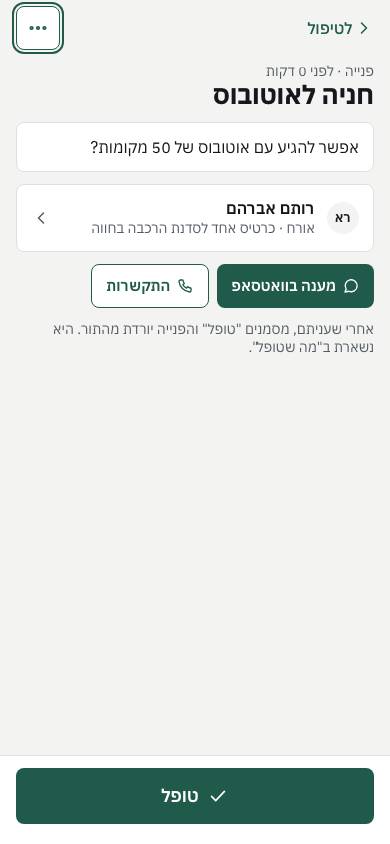 לטיפול
פנייה · לפני 0 דקות
חניה לאוטובוס
אפשר להגיע עם אוטובוס של 50 מקומות?
רא
רותם אברהם
אורח · כרטיס אחד לסדנת הרכבה בחווה
מענה בוואטסאפ
התקשרות
אחרי שעניתם, מסמנים "טופל" והפנייה יורדת מהתור. היא
נשארת ב"מה שטופל".
טופל